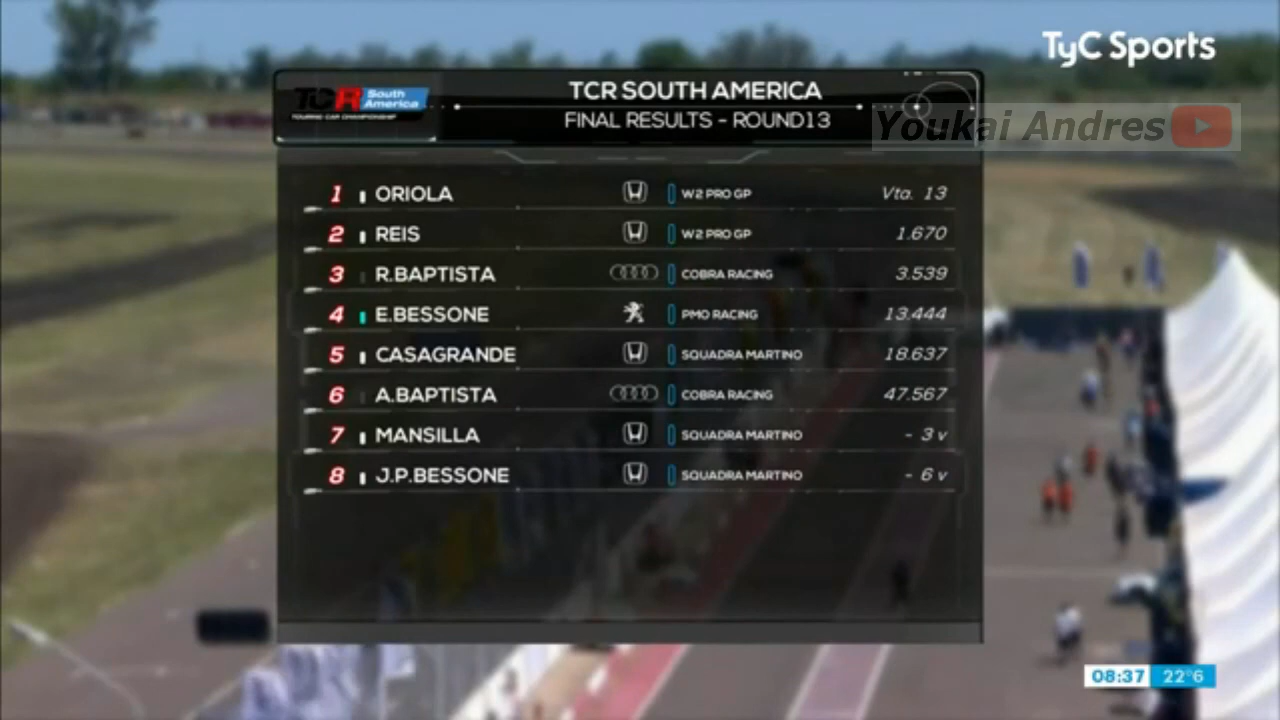 TyC Sports
TCR South America
TOURING CAR CHAMPIONSHIP
TCR SOUTH AMERICA
FINAL RESULTS - ROUND13
Youkai Andres
1 ORIOLA W2 PRO GP Vta. 13
2 REIS W2 PRO GP 1.670
3 R.BAPTISTA COBRA RACING 3.539
4 E.BESSONE PMO RACING 13.444
5 CASAGRANDE SQUADRA MARTINO 18.637
6 A.BAPTISTA COBRA RACING 47.567
7 MANSILLA SQUADRA MARTINO - 3 v
8 J.P.BESSONE SQUADRA MARTINO - 6 v
08:37 22°6